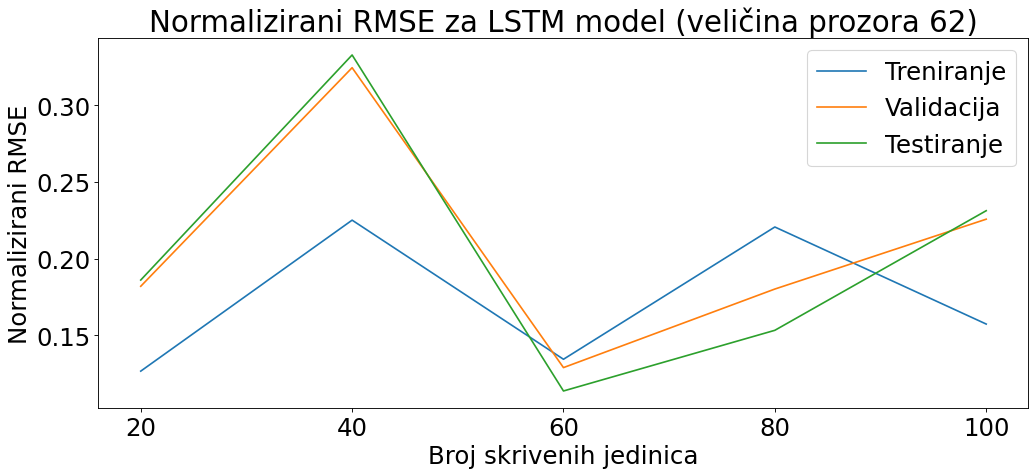 Normalizirani RMSE za LSTM model (veličina prozora 62)
Treniranje
Validacija
Testiranje
Normalizirani RMSE
0.30
0.25
0.20
0.15
20 40 60 80 100
Broj skrivenih jedinica